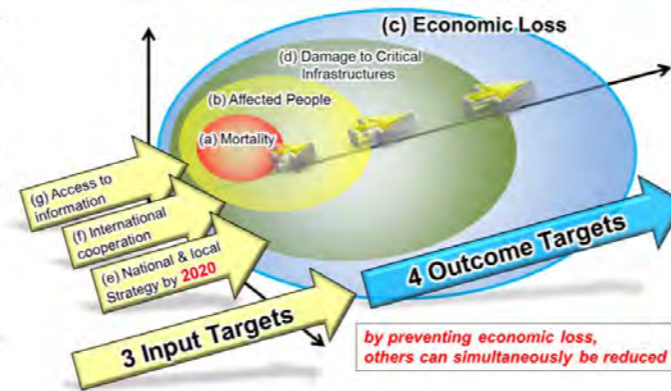 (c) Economic Loss
(d) Damage to Critical
Infrastructures
(b) Affected People
(a) Mortality
(g) Access to
information
(f) International
cooperation
(e) National & local
Strategy by 2020
3 Input Targets
4 Outcome Targets
by preventing economic loss,
others can simultaneously be reduced